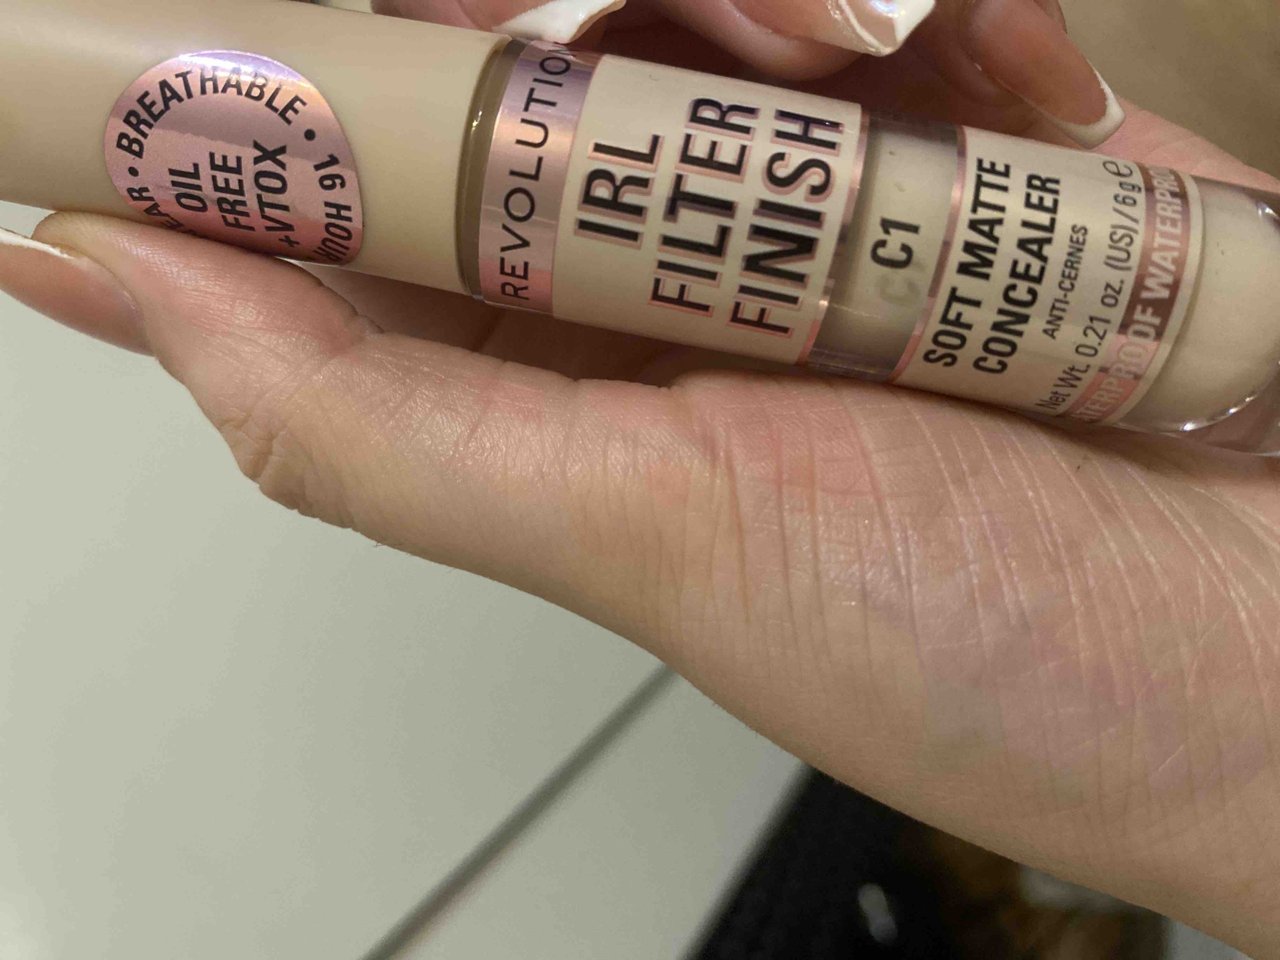 • BREATHABLE •
16 HOUR
OIL
FREE
+VTOX
REVOLUTION
IRL
FILTER
FINISH
C1
SOFT MATTE
CONCEALER
ANTI-CERNES
Net Wt. 0.21 oz. (US)/6g e
WATERPROOF